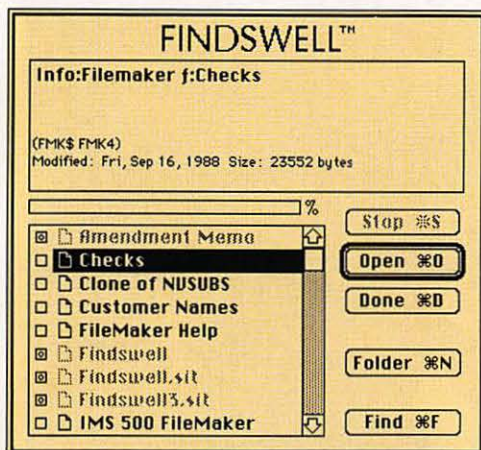 FINDSWELL™
Info:Filemaker ƒ:Checks
(FMK$ FMK4)
Modified: Fri, Sep 16, 1988 Size: 23552 bytes
%
Amendment Memo
Checks
Clone of NUSUBS
Customer Names
FileMaker Help
Findswell
Findswell.sit
Findswell3.sit
IMS 500 FileMaker
Stop ⌘S
Open ⌘O
Done ⌘D
Folder ⌘N
Find ⌘F